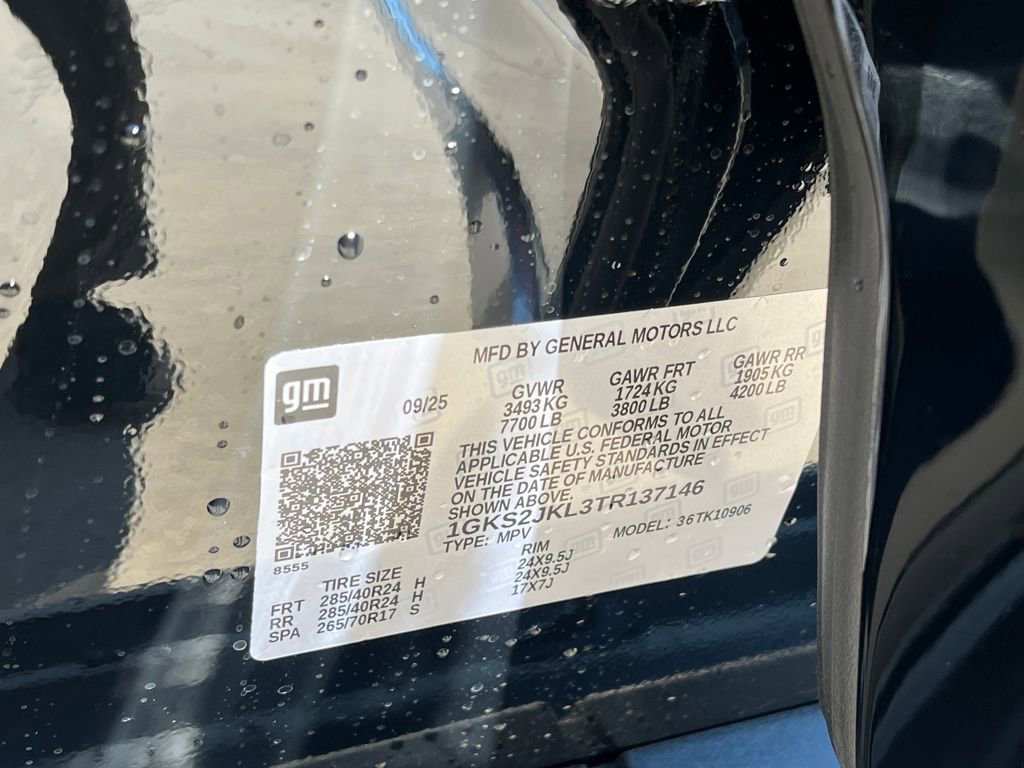 MFD BY GENERAL MOTORS LLC
gm
09/25
GVWR GAWR FRT GAWR RR
3493 KG 1724 KG 1905 KG
7700 LB 3800 LB 4200 LB
THIS VEHICLE CONFORMS TO ALL
APPLICABLE U.S. FEDERAL MOTOR
VEHICLE SAFETY STANDARDS IN EFFECT
ON THE DATE OF MANUFACTURE
SHOWN ABOVE.
1GKS2JKL3TR137146
TYPE: MPV MODEL: 36TK10906
8555
TIRE SIZE RIM
FRT 285/40R24 H 24X9.5J
RR 285/40R24 H 24X9.5J
SPA 265/70R17 S 17X7J